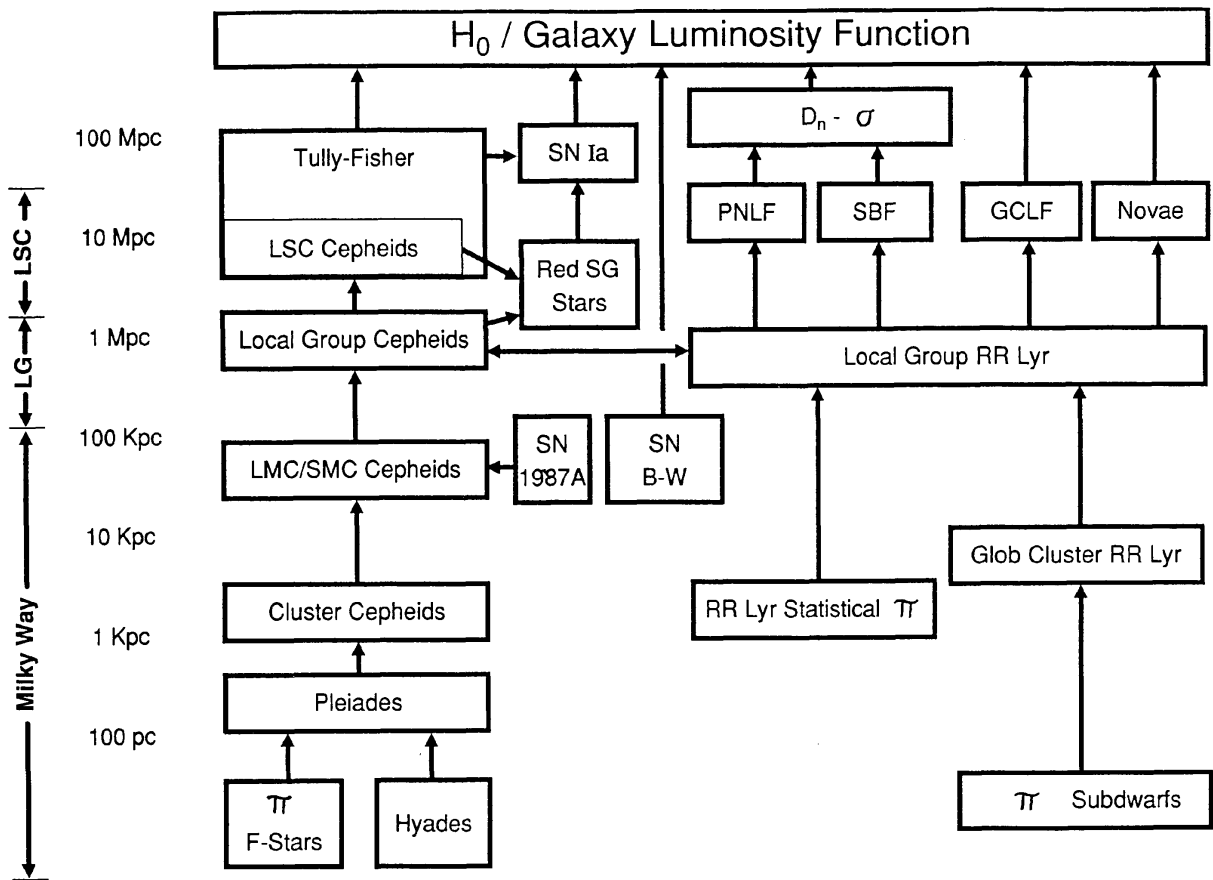 H0 / Galaxy Luminosity Function
Dn - σ
100 Mpc
Tully-Fisher
SN Ia
PNLF
SBF
GCLF
Novae
10 Mpc
LSC
LSC Cepheids
Red SG
Stars
1 Mpc
LG
Local Group Cepheids
Local Group RR Lyr
100 Kpc
LMC/SMC Cepheids
SN
1987A
SN
B-W
10 Kpc
Glob Cluster RR Lyr
Cluster Cepheids
RR Lyr Statistical π
1 Kpc
Milky Way
Pleiades
100 pc
π
F-Stars
Hyades
π Subdwarfs